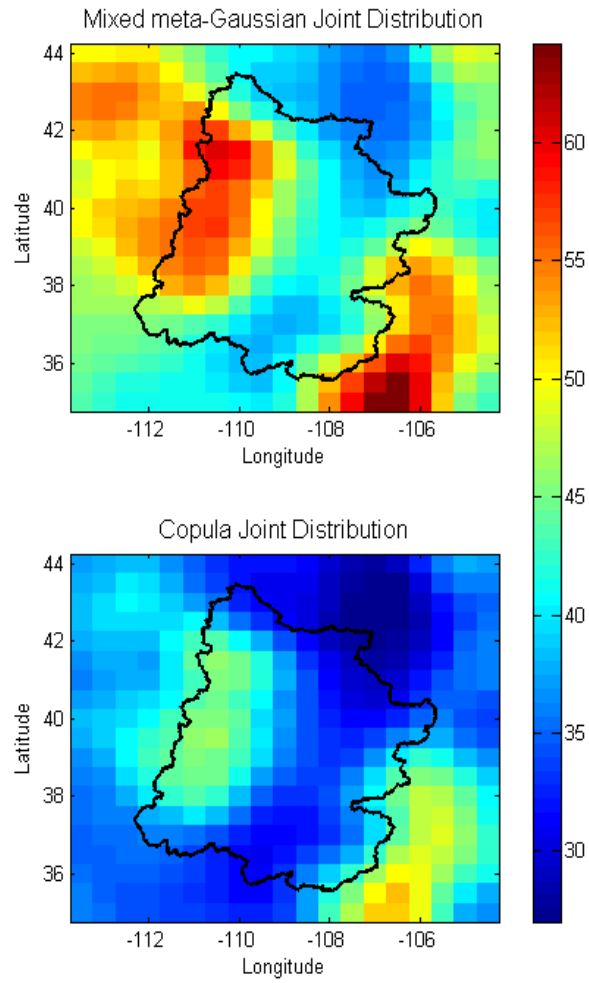 Mixed meta-Gaussian Joint Distribution
44
42
40
38
36
Latitude
-112 -110 -108 -106
Longitude
Copula Joint Distribution
44
42
40
38
36
Latitude
-112 -110 -108 -106
Longitude
60
55
50
45
40
35
30